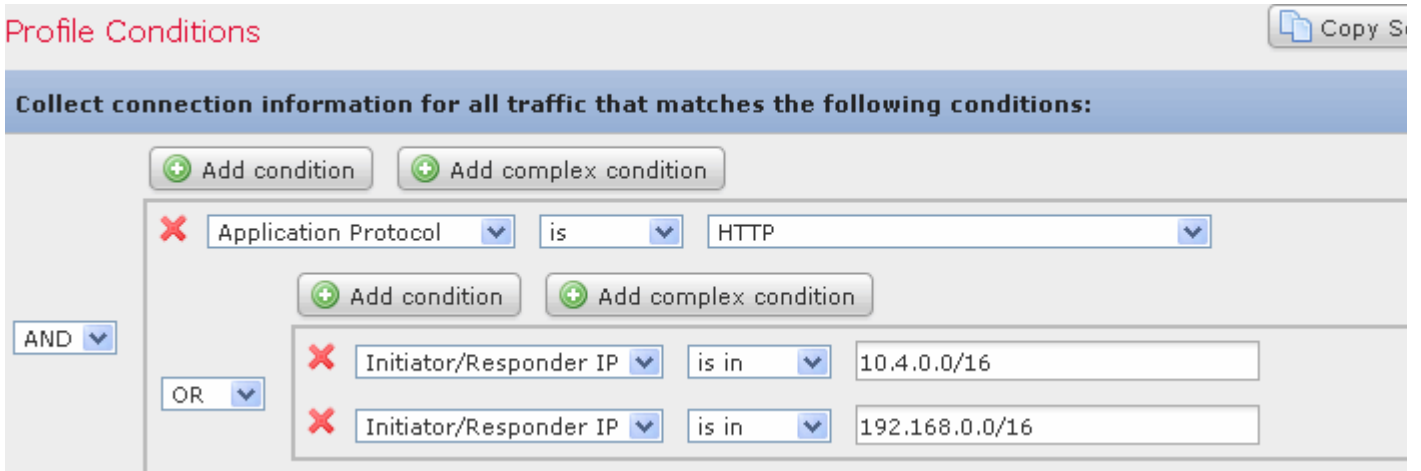 Profile Conditions
Copy
Collect connection information for all traffic that matches the following conditions:
Add condition Add complex condition
Application Protocol is HTTP
Add condition Add complex condition
AND
Initiator/Responder IP is in 10.4.0.0/16
OR
Initiator/Responder IP is in 192.168.0.0/16